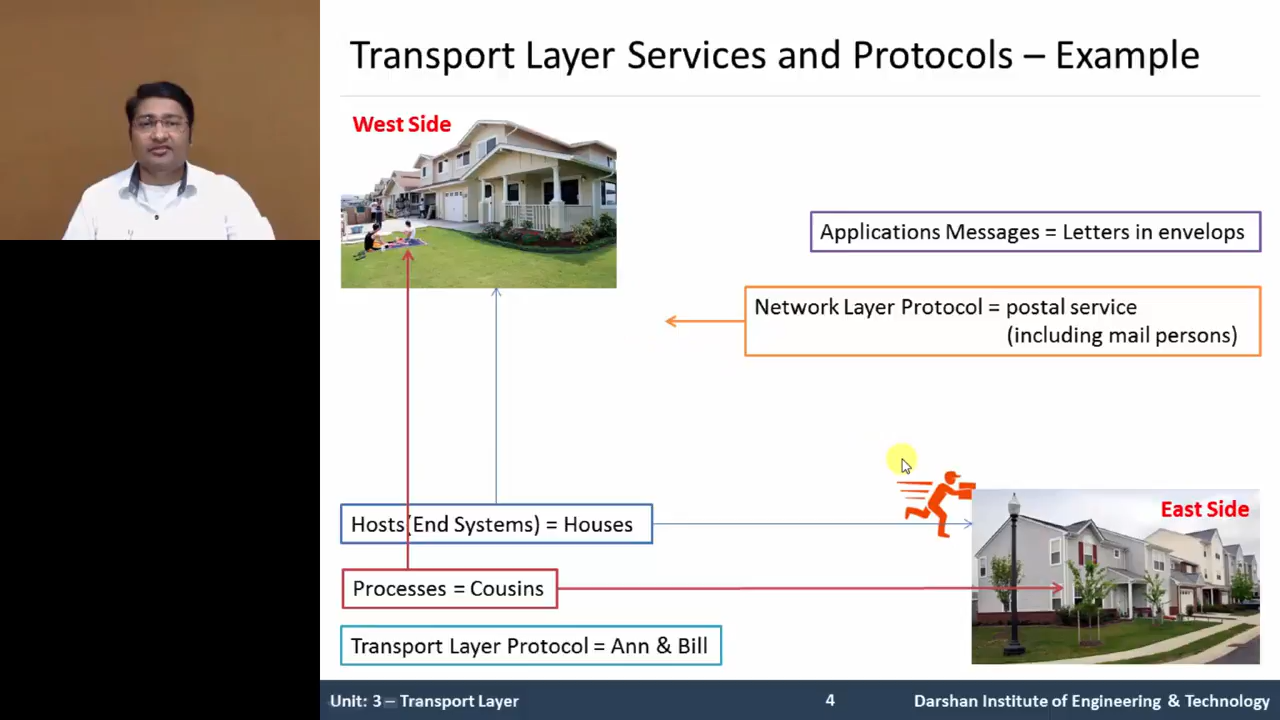 Transport Layer Services and Protocols – Example
West Side
Applications Messages = Letters in envelops
Network Layer Protocol = postal service
(including mail persons)
Hosts(End Systems) = Houses
East Side
Processes = Cousins
Transport Layer Protocol = Ann & Bill
Unit: 3 – Transport Layer
4
Darshan Institute of Engineering & Technology